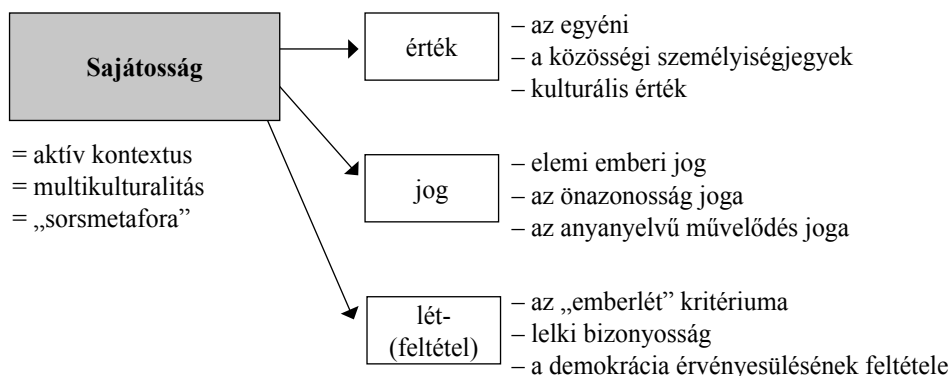 Sajátosság
= aktív kontextus
= multikulturalitás
= „sorsmetafora”
érték
– az egyéni
– a közösségi személyiségjegyek
– kulturális érték
jog
– elemi emberi jog
– az önazonosság joga
– az anyanyelvű művelődés joga
lét-
(feltétel)
– az „emberlét” kritériuma
– lelki bizonyosság
– a demokrácia érvényesülésének feltétele